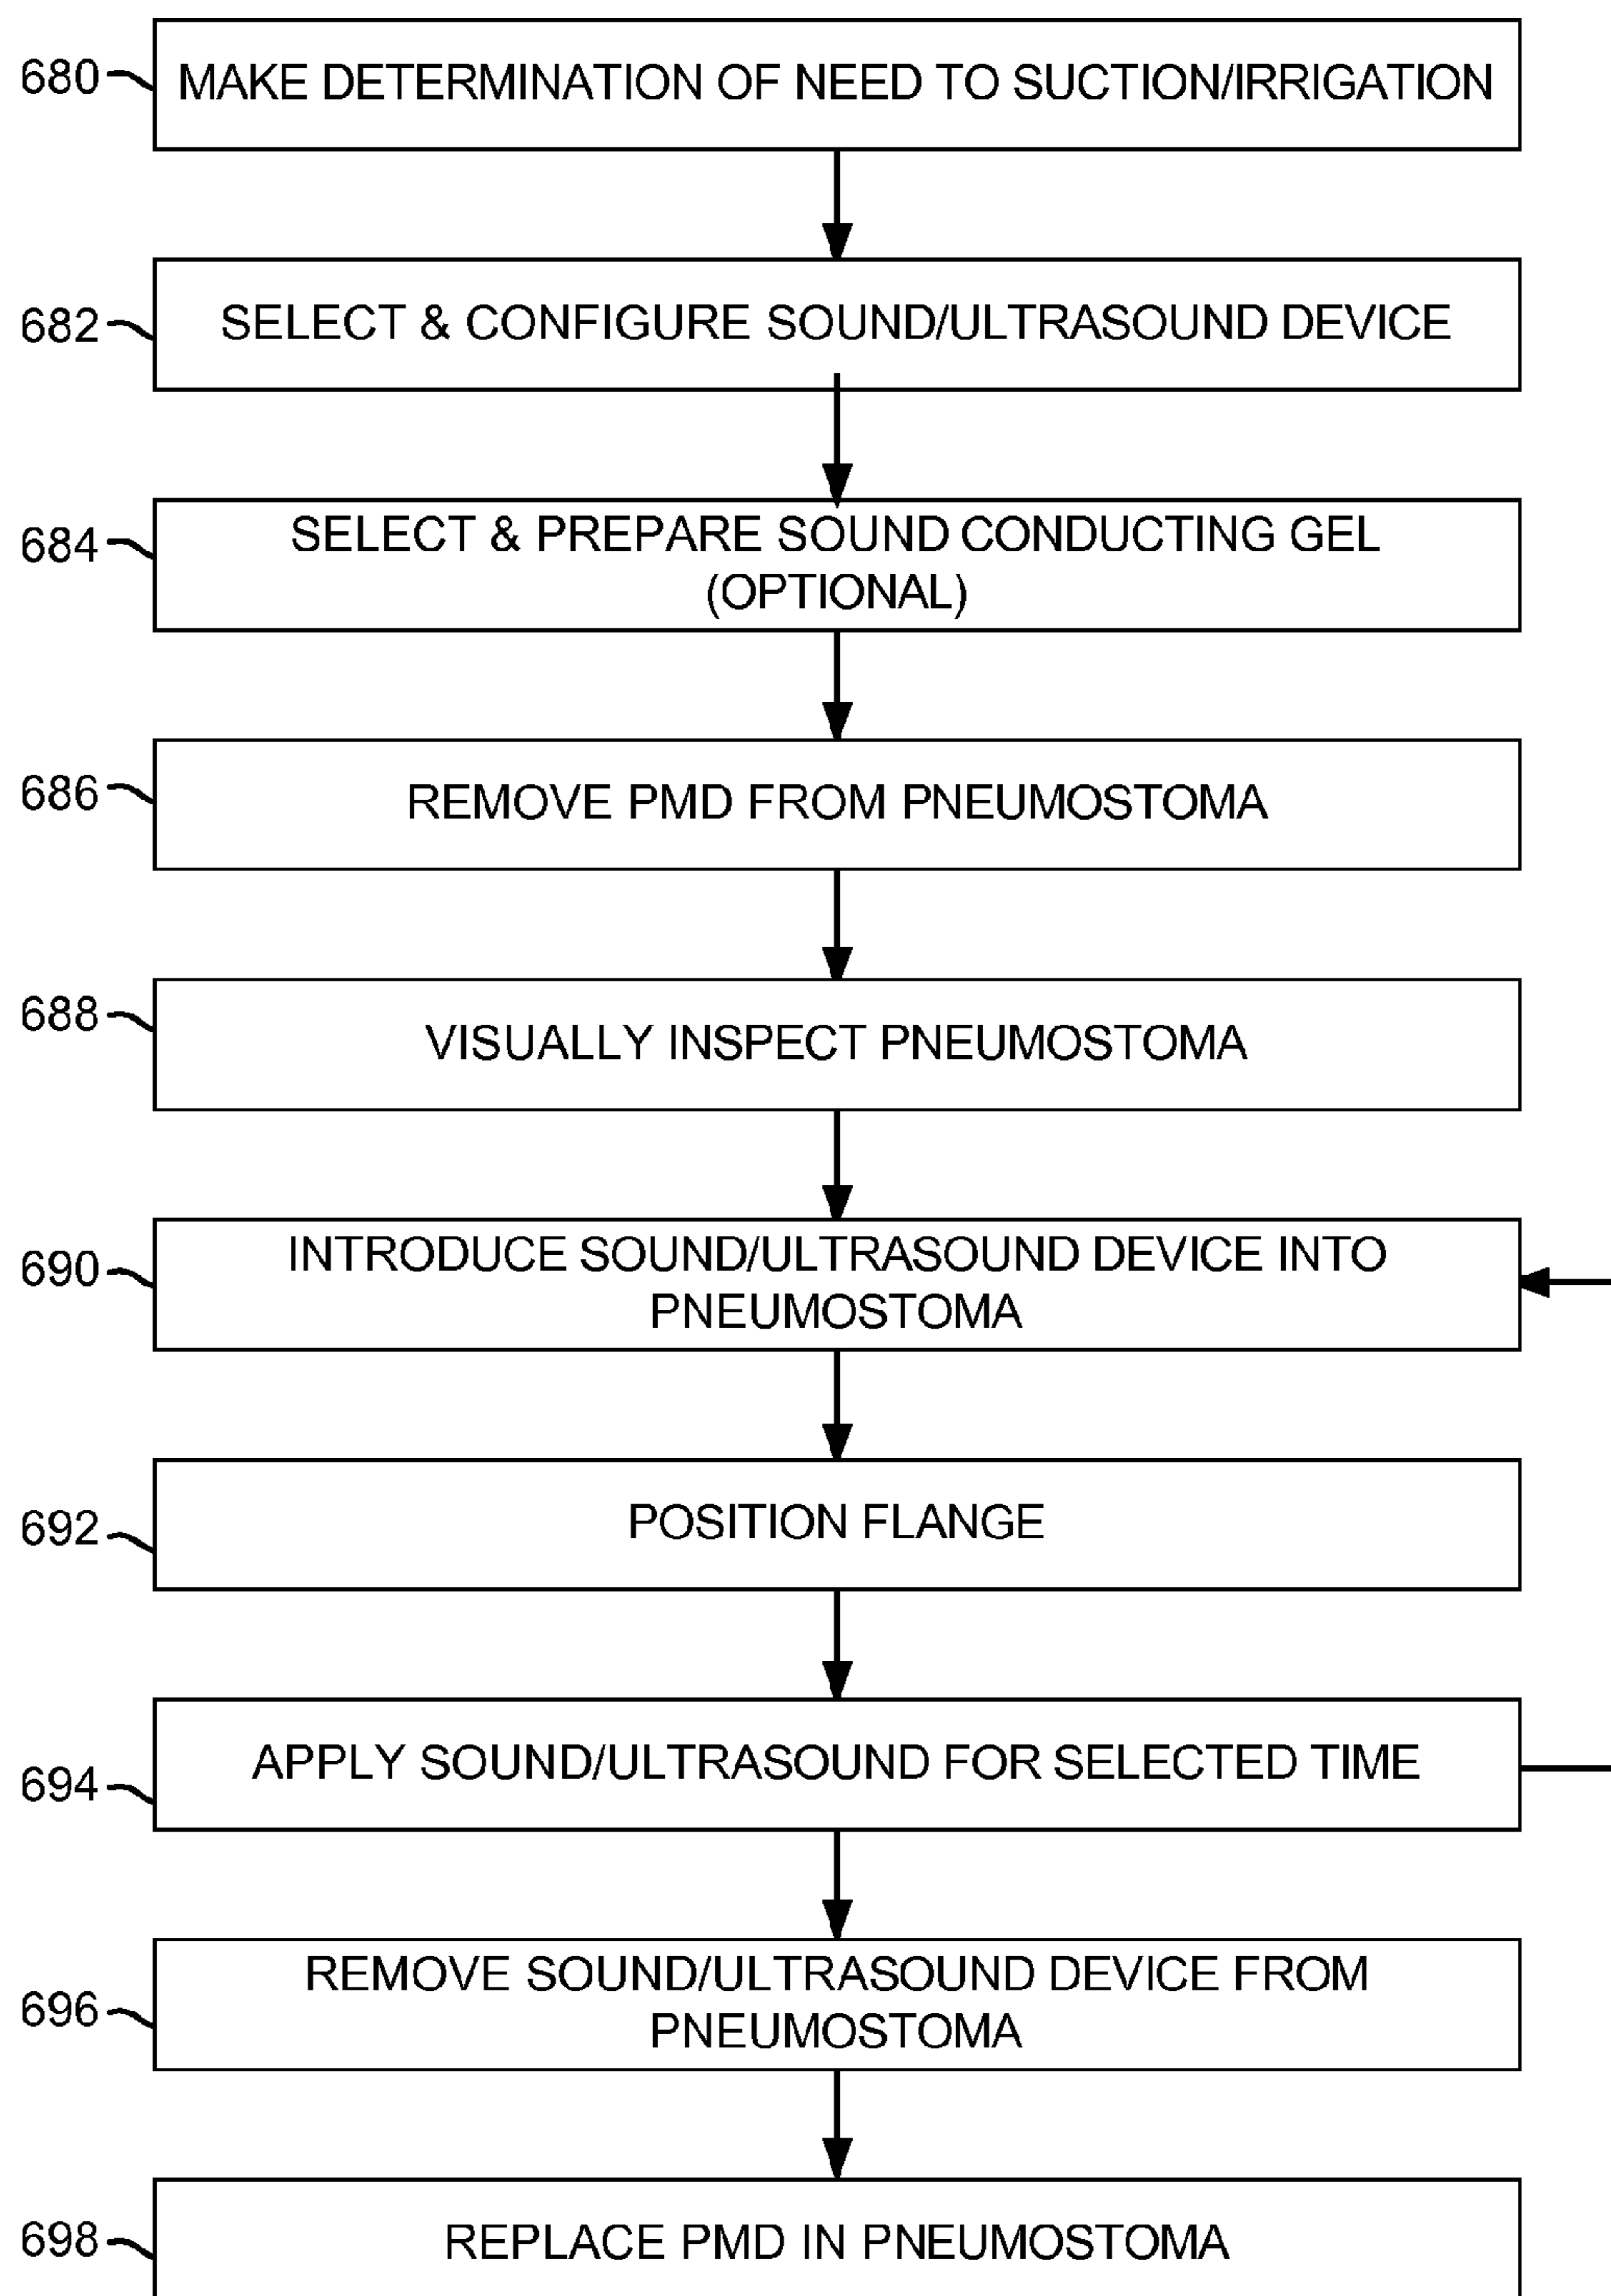 680 MAKE DETERMINATION OF NEED TO SUCTION/IRRIGATION
682 SELECT & CONFIGURE SOUND/ULTRASOUND DEVICE
684 SELECT & PREPARE SOUND CONDUCTING GEL
(OPTIONAL)
686 REMOVE PMD FROM PNEUMOSTOMA
688 VISUALLY INSPECT PNEUMOSTOMA
690 INTRODUCE SOUND/ULTRASOUND DEVICE INTO
PNEUMOSTOMA
692 POSITION FLANGE
694 APPLY SOUND/ULTRASOUND FOR SELECTED TIME
696 REMOVE SOUND/ULTRASOUND DEVICE FROM
PNEUMOSTOMA
698 REPLACE PMD IN PNEUMOSTOMA